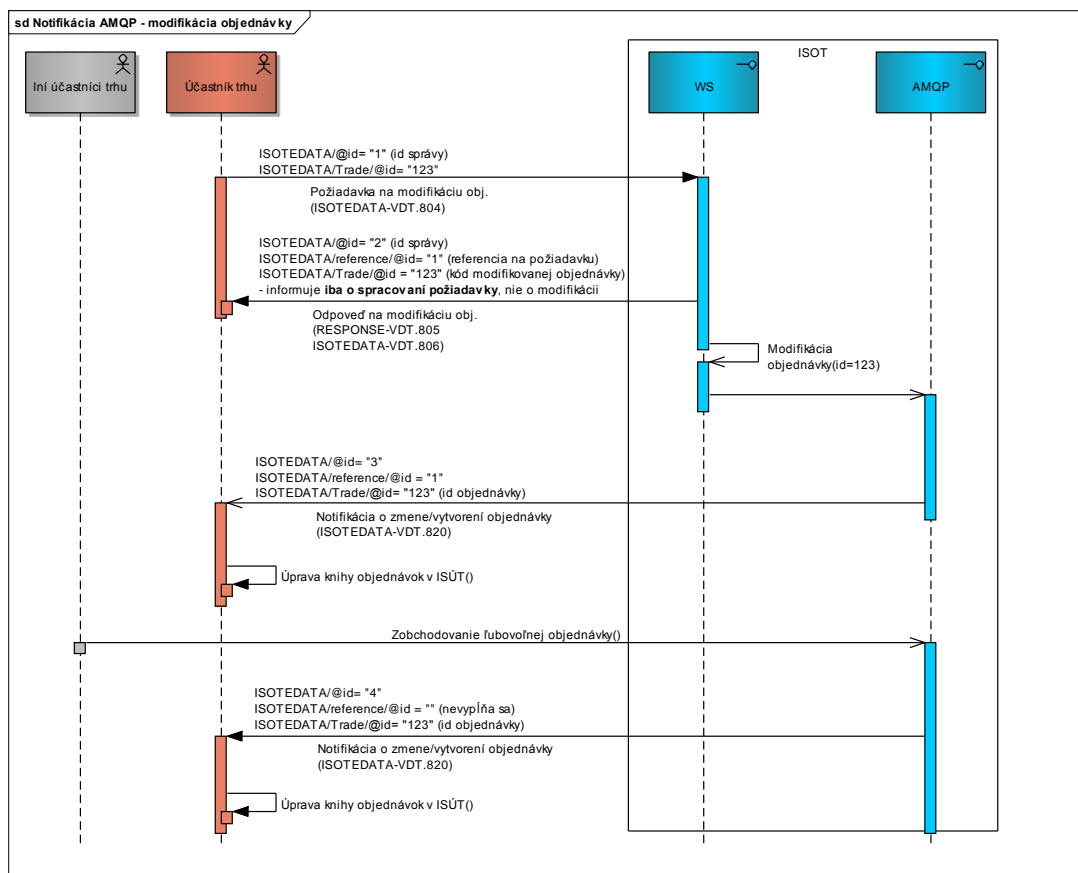 sd Notifikácia AMQP - modifikácia objednávky
ISOT
Iní účastníci trhu
Účastník trhu
WS
AMQP
ISOTEDATA/@id= "1" (id správy)
ISOTEDATA/Trade/@id= "123"
Požiadavka na modifikáciu obj.
(ISOTEDATA-VDT.804)
ISOTEDATA/@id= "2" (id správy)
ISOTEDATA/reference/@id= "1" (referencia na požiadavku)
ISOTEDATA/Trade/@id = "123" (kód modifikovanej objednávky)
- informuje iba o spracovaní požiadavky, nie o modifikácii
Odpoveď na modifikáciu obj.
(RESPONSE-VDT.805
ISOTEDATA-VDT.806)
Modifikácia
objednávky(id=123)
ISOTEDATA/@id= "3"
ISOTEDATA/reference/@id = "1"
ISOTEDATA/Trade/@id= "123" (id objednávky)
Notifikácia o zmene/vytvorení objednávky
(ISOTEDATA-VDT.820)
Úprava knihy objednávok v ISÚT()
Zobchodovanie ľubovoľnej objednávky()
ISOTEDATA/@id= "4"
ISOTEDATA/reference/@id = "" (nevypĺňa sa)
ISOTEDATA/Trade/@id= "123" (id objednávky)
Notifikácia o zmene/vytvorení objednávky
(ISOTEDATA-VDT.820)
Úprava knihy objednávok v ISÚT()